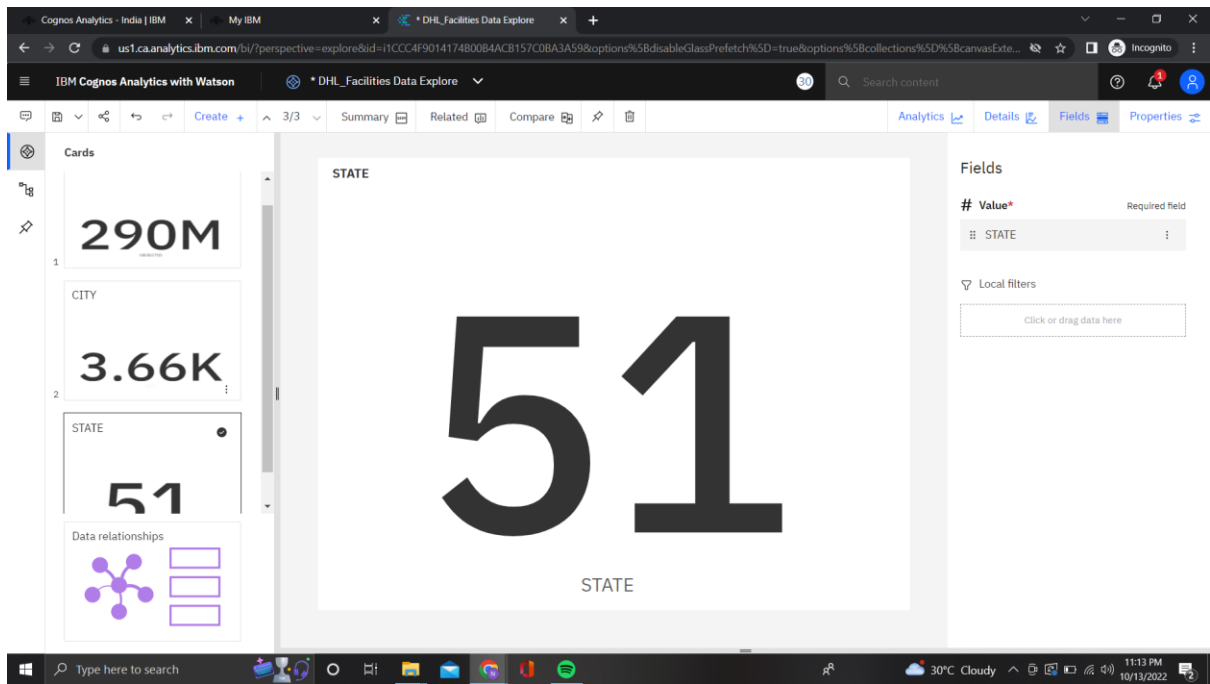 Cognos Analytics - India | IBM
My IBM
* DHL_Facilities Data Explore
us1.ca.analytics.ibm.com/bi/?perspective=explore&id=i1CCC4F9014174B00B4ACB157C0BA3A59&options%5BdisableGlassPrefetch%5D=true&options%5Bcollections%5D%5BcanvasExte...
Incognito
IBM Cognos Analytics with Watson
* DHL_Facilities Data Explore
30
Search content
1
Create +
3/3
Summary
Related
Compare
Analytics
Details
Fields
Properties
Cards
290M
1
CITY
3.66K
2
STATE
51
Data relationships
STATE
51
STATE
Fields
# Value*
Required field
STATE
Local filters
Click or drag data here
Type here to search
30°C Cloudy
11:13 PM
10/13/2022
2